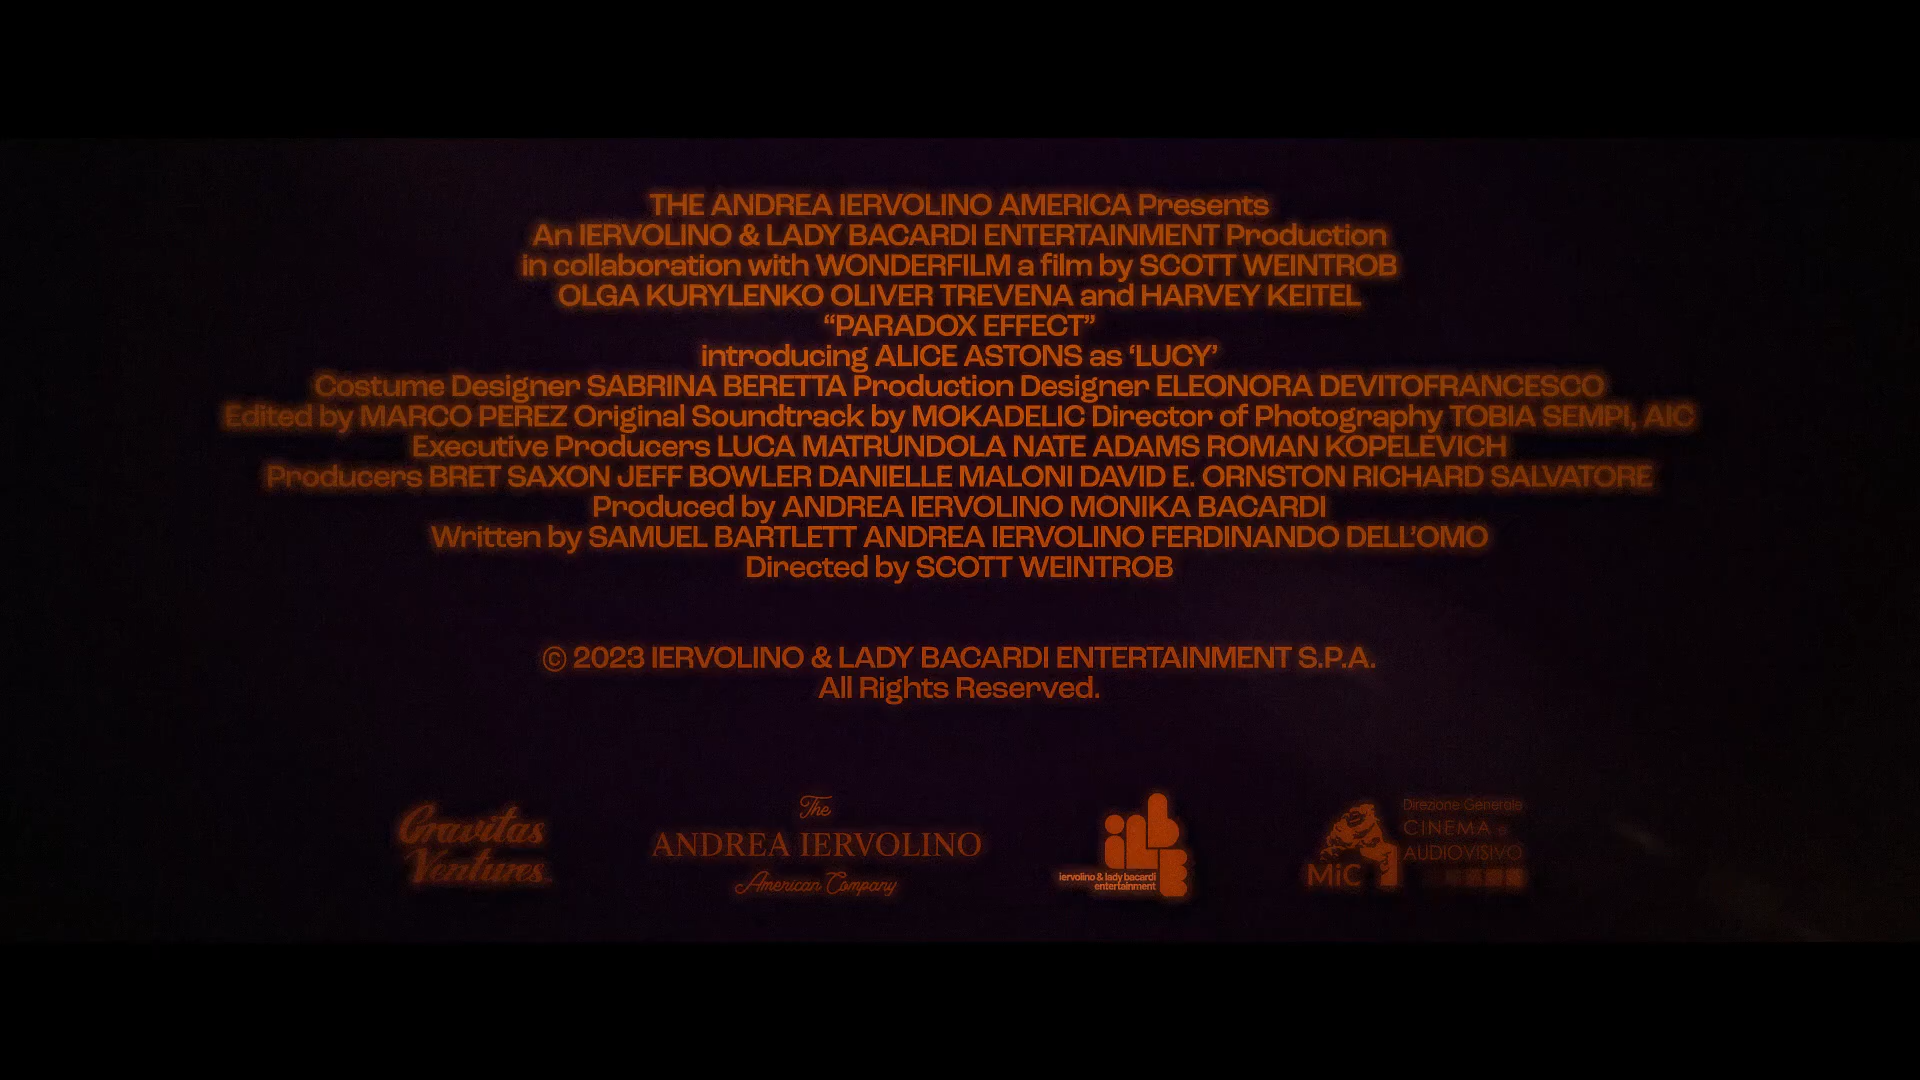 THE ANDREA IERVOLINO AMERICA Presents
An IERVOLINO & LADY BACARDI ENTERTAINMENT Production
in collaboration with WONDERFILM a film by SCOTT WEINTROB
OLGA KURYLENKO OLIVER TREVENA and HARVEY KEITEL
“PARADOX EFFECT”
introducing ALICE ASTONS as ‘LUCY’
Costume Designer SABRINA BERETTA Production Designer ELEONORA DEVITOFRANCESCO
Edited by MARCO PEREZ Original Soundtrack by MOKADELIC Director of Photography TOBIA SEMPI, AIC
Executive Producers LUCA MATRUNDOLA NATE ADAMS ROMAN KOPELEVICH
Producers BRET SAXON JEFF BOWLER DANIELLE MALONI DAVID E. ORNSTON RICHARD SALVATORE
Produced by ANDREA IERVOLINO MONIKA BACARDI
Written by SAMUEL BARTLETT ANDREA IERVOLINO FERDINANDO DELL’OMO
Directed by SCOTT WEINTROB
© 2023 IERVOLINO & LADY BACARDI ENTERTAINMENT S.P.A.
All Rights Reserved.
Gravitas
Ventures
The
ANDREA IERVOLINO
American Company
iervolino & lady bacardi
entertainment
MiC
Direzione Generale
CINEMA e
AUDIOVISIVO